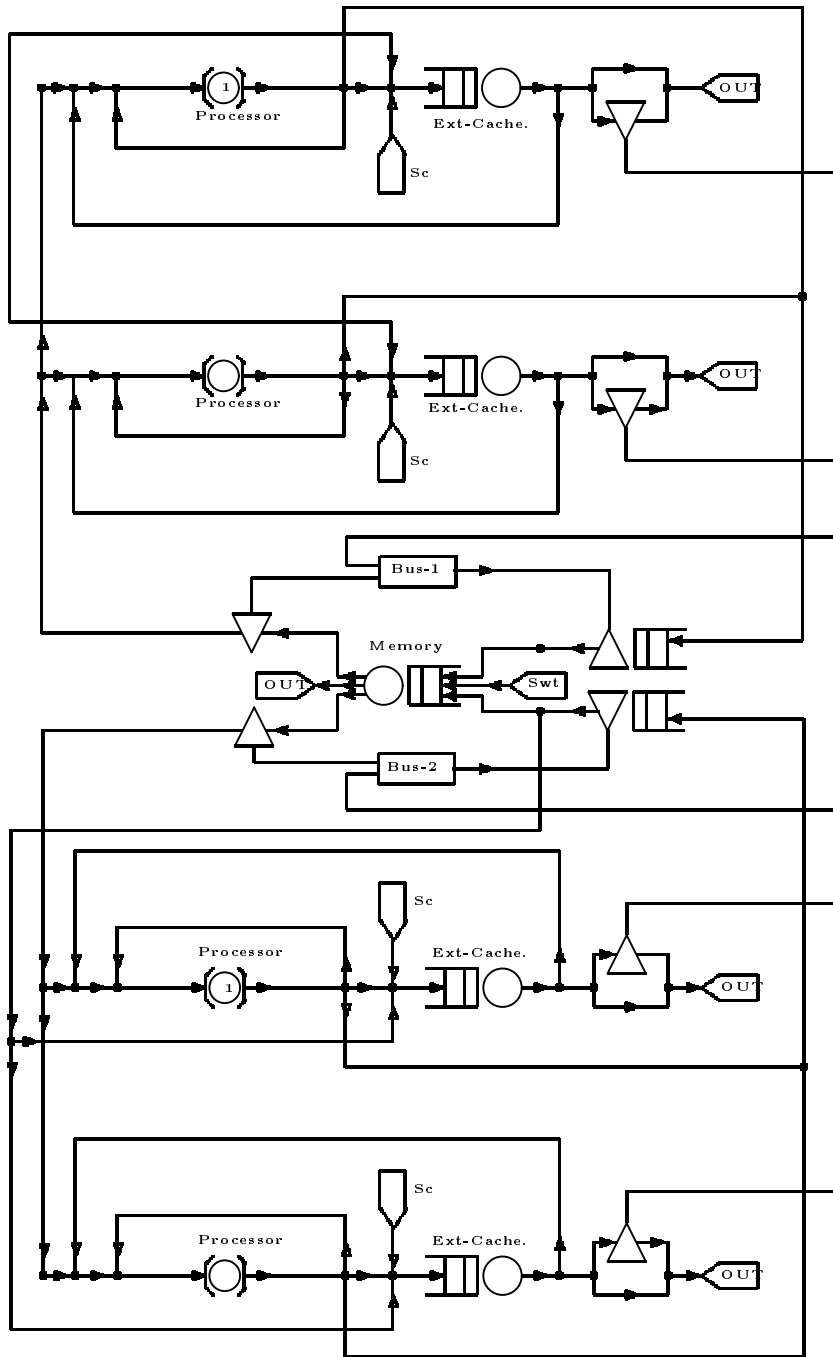 1
OUT
Processor
Ext-Cache.
Sc
OUT
Processor
Ext-Cache.
Sc
Bus-1
Memory
OUT
Swt
Bus-2
Sc
Processor
Ext-Cache.
1
OUT
Sc
Processor
Ext-Cache.
OUT